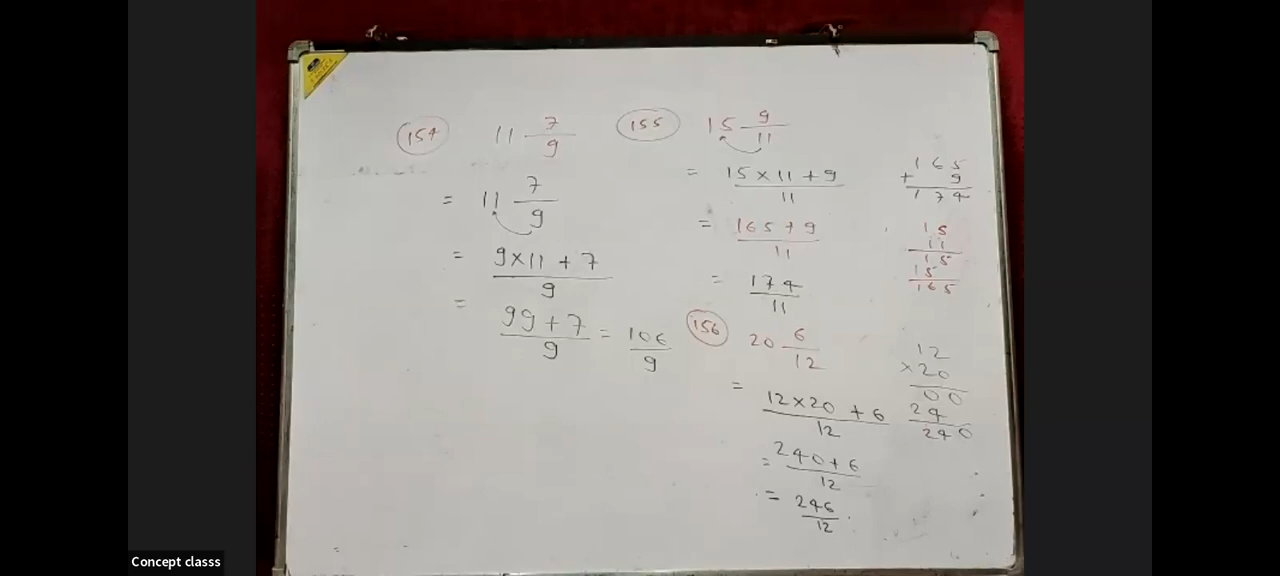 154 11 7/9
= 11 7/9
= 9×11 + 7 / 9
= 99 + 7 / 9 = 106 / 9
155 15 9/11
= 15 × 11 + 9 / 11
= 165 + 9 / 11
= 174 / 11
165
+ 9
174
15
11
15
15
165
156 20 6/12
= 12×20 + 6 / 12
= 240 + 6 / 12
= 246 / 12
12
×20
00
24
240
Concept classs